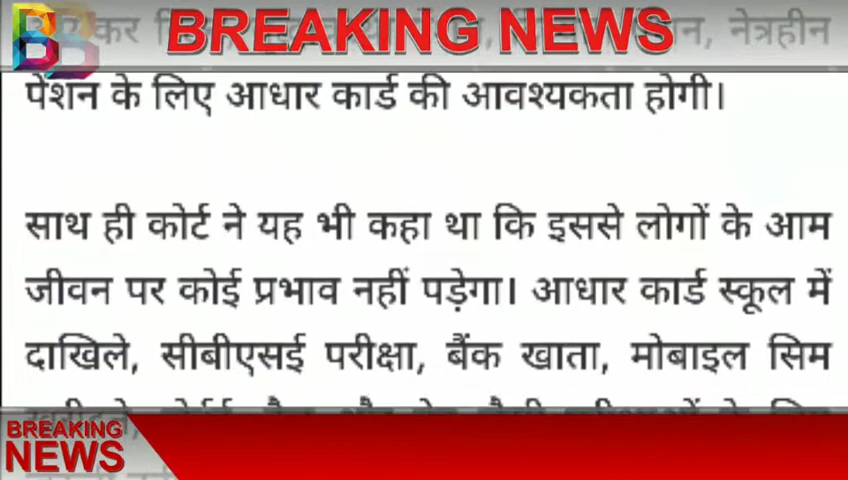 BREAKING NEWS
कर
न, नेत्रहीन
पेंशन के लिए आधार कार्ड की आवश्यकता होगी।
साथ ही कोर्ट ने यह भी कहा था कि इससे लोगों के आम
जीवन पर कोई प्रभाव नहीं पड़ेगा। आधार कार्ड स्कूल में
दाखिले, सीबीएसई परीक्षा, बैंक खाता, मोबाइल सिम
BREAKING
NEWS